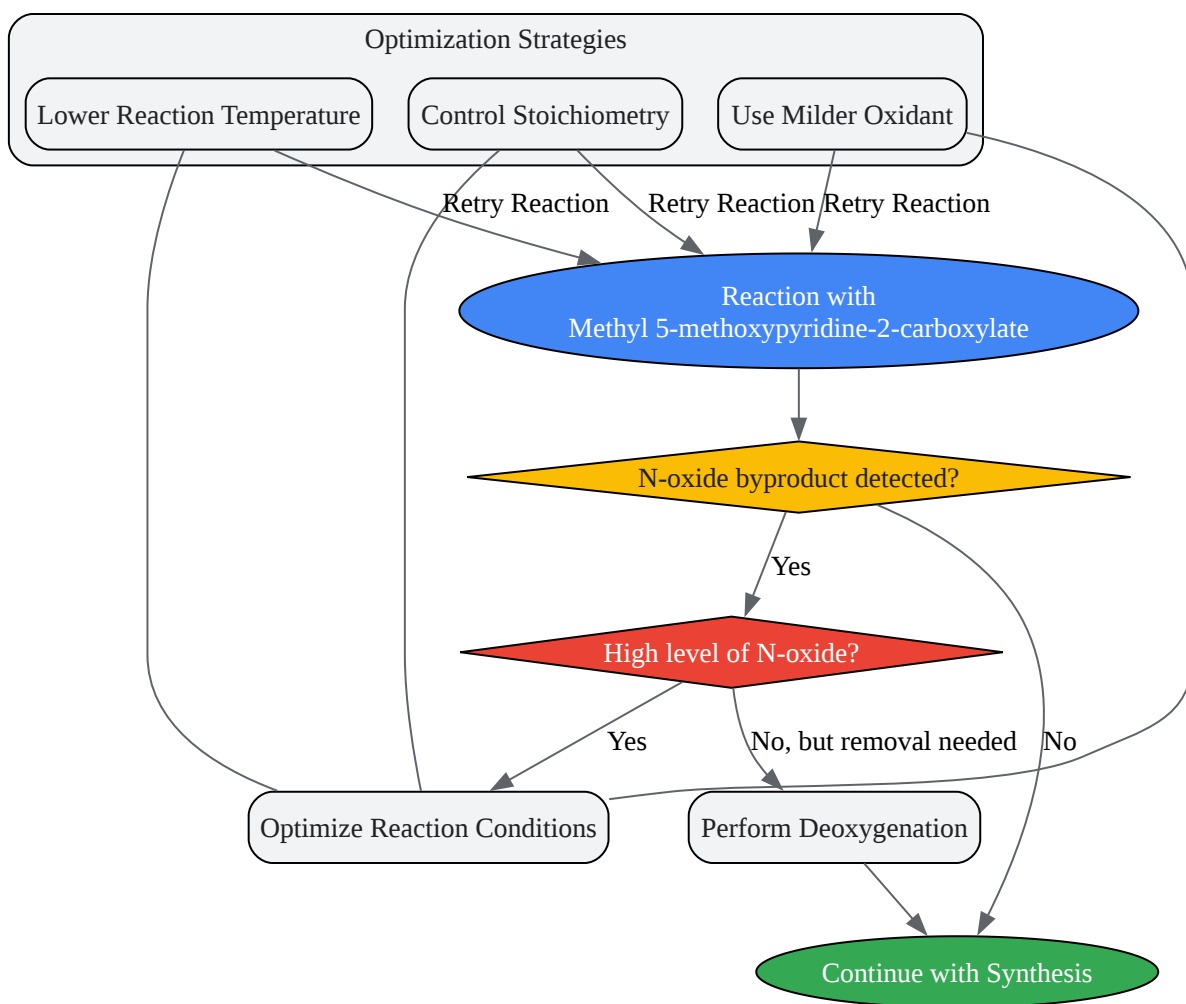 Optimization Strategies
Lower Reaction Temperature
Control Stoichiometry
Use Milder Oxidant
Retry Reaction
Retry Reaction
Retry Reaction
Reaction with
Methyl 5-methoxypyridine-2-carboxylate
N-oxide byproduct detected?
Yes
High level of N-oxide?
Yes
No, but removal needed
No
Optimize Reaction Conditions
Perform Deoxygenation
Continue with Synthesis